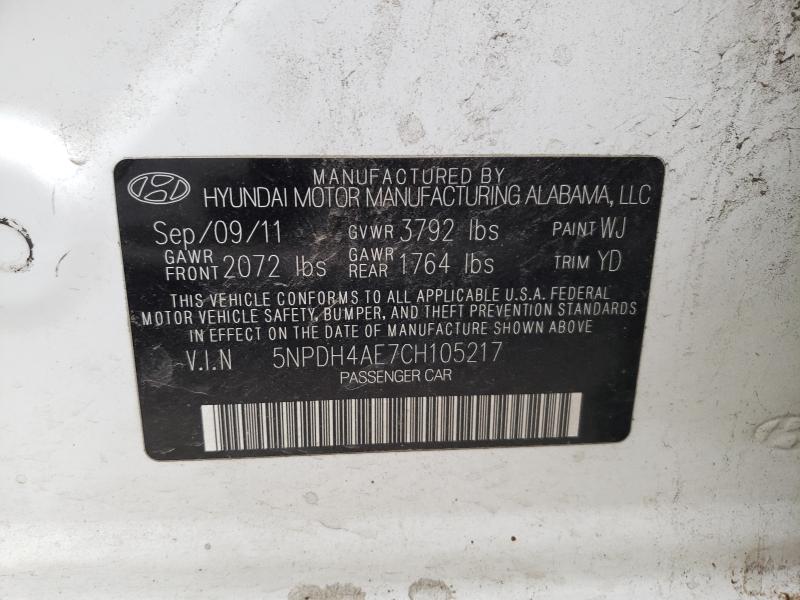 MANUFACTURED BY
HYUNDAI MOTOR MANUFACTURING ALABAMA, LLC
Sep/09/11 GVWR 3792 lbs PAINT WJ
GAWR FRONT 2072 lbs GAWR REAR 1764 lbs TRIM YD
THIS VEHICLE CONFORMS TO ALL APPLICABLE U.S.A. FEDERAL
MOTOR VEHICLE SAFETY, BUMPER, AND THEFT PREVENTION STANDARDS
IN EFFECT ON THE DATE OF MANUFACTURE SHOWN ABOVE
V.I.N 5NPDH4AE7CH105217
PASSENGER CAR